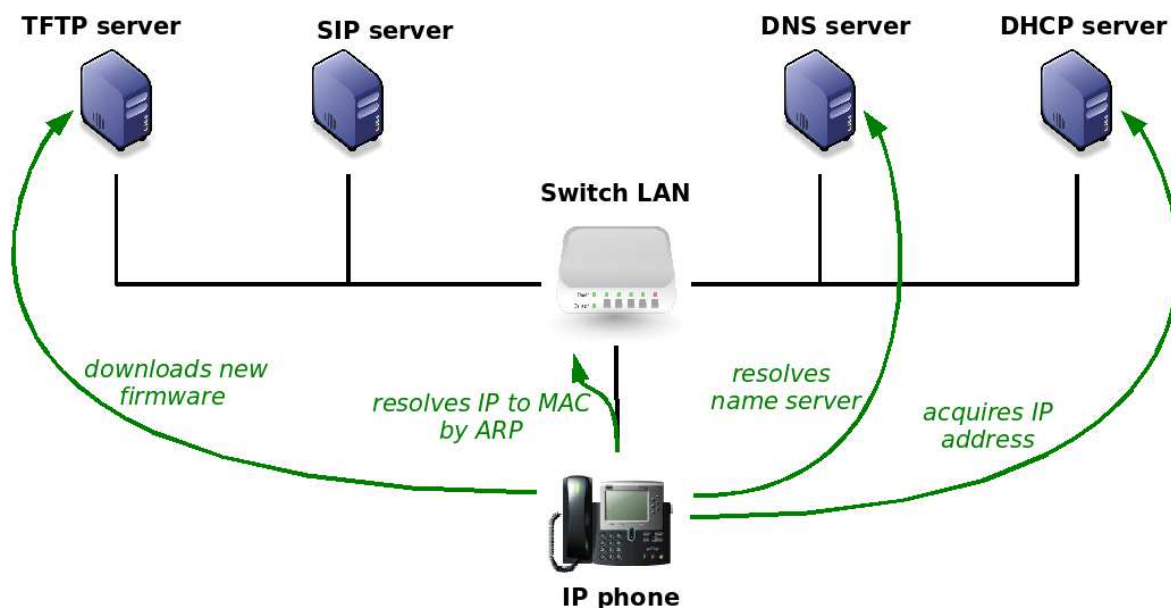 TFTP server
SIP server
DNS server
DHCP server
Switch LAN
downloads new
firmware
resolves IP to MAC
by ARP
resolves
name server
acquires IP
address
IP phone